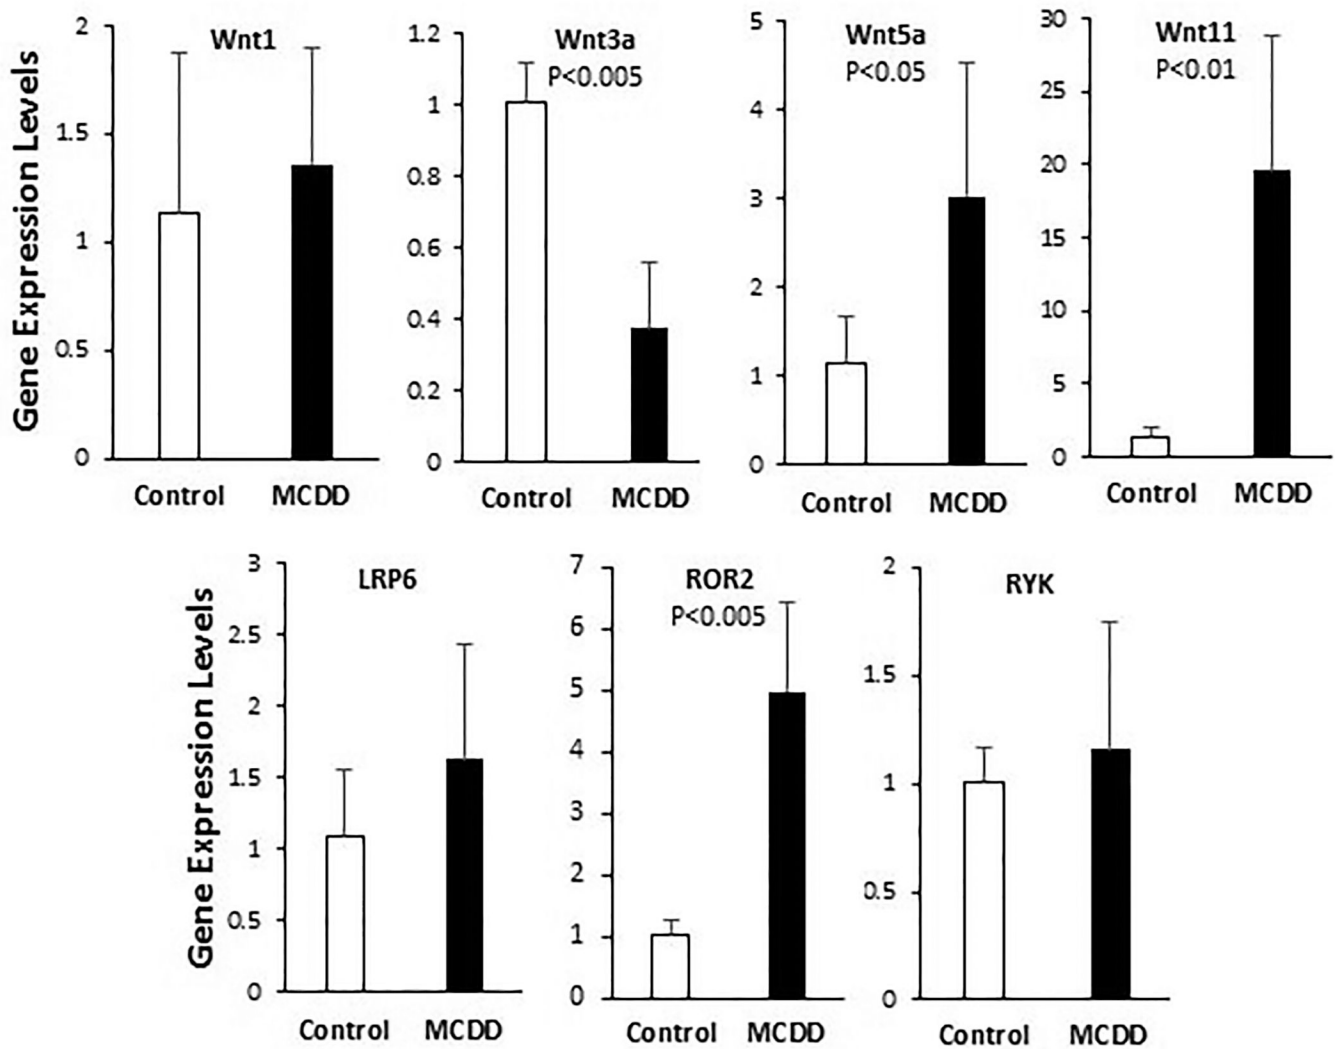 Gene Expression Levels
Wnt1
2
1.5
1
0.5
0
Control MCDD
Wnt3a
P<0.005
1.2
1
0.8
0.6
0.4
0.2
0
Control MCDD
Wnt5a
P<0.05
5
4
3
2
1
0
Control MCDD
Wnt11
P<0.01
30
25
20
15
10
5
0
Control MCDD
Gene Expression Levels
LRP6
3
2.5
2
1.5
1
0.5
0
Control MCDD
ROR2
P<0.005
7
6
5
4
3
2
1
0
Control MCDD
RYK
2
1.5
1
0.5
0
Control MCDD